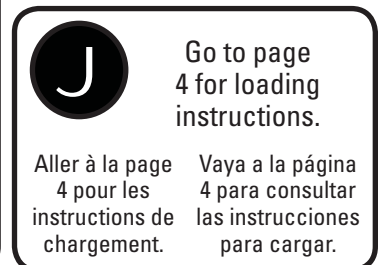 J
Go to page
4 for loading
instructions.
Aller à la page
4 pour les
instructions de
chargement.
Vaya a la página
4 para consultar
las instrucciones
para cargar.